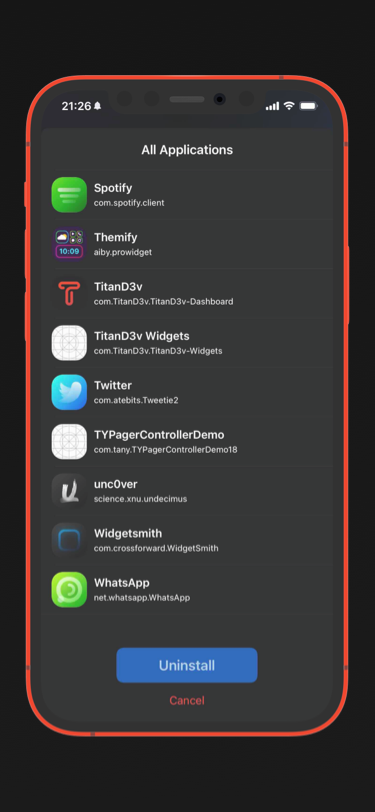 21:26
All Applications
Spotify
com.spotify.client
Themify
aiby.prowidget
10:09
TitanD3v
com.TitanD3v.TitanD3v-Dashboard
TitanD3v Widgets
com.TitanD3v.TitanD3v-Widgets
Twitter
com.atebits.Tweetie2
TYPagerControllerDemo
com.tany.TYPagerControllerDemo18
unc0ver
science.xnu.undecimus
Widgetsmith
com.crossforward.WidgetSmith
WhatsApp
net.whatsapp.WhatsApp
Uninstall
Cancel